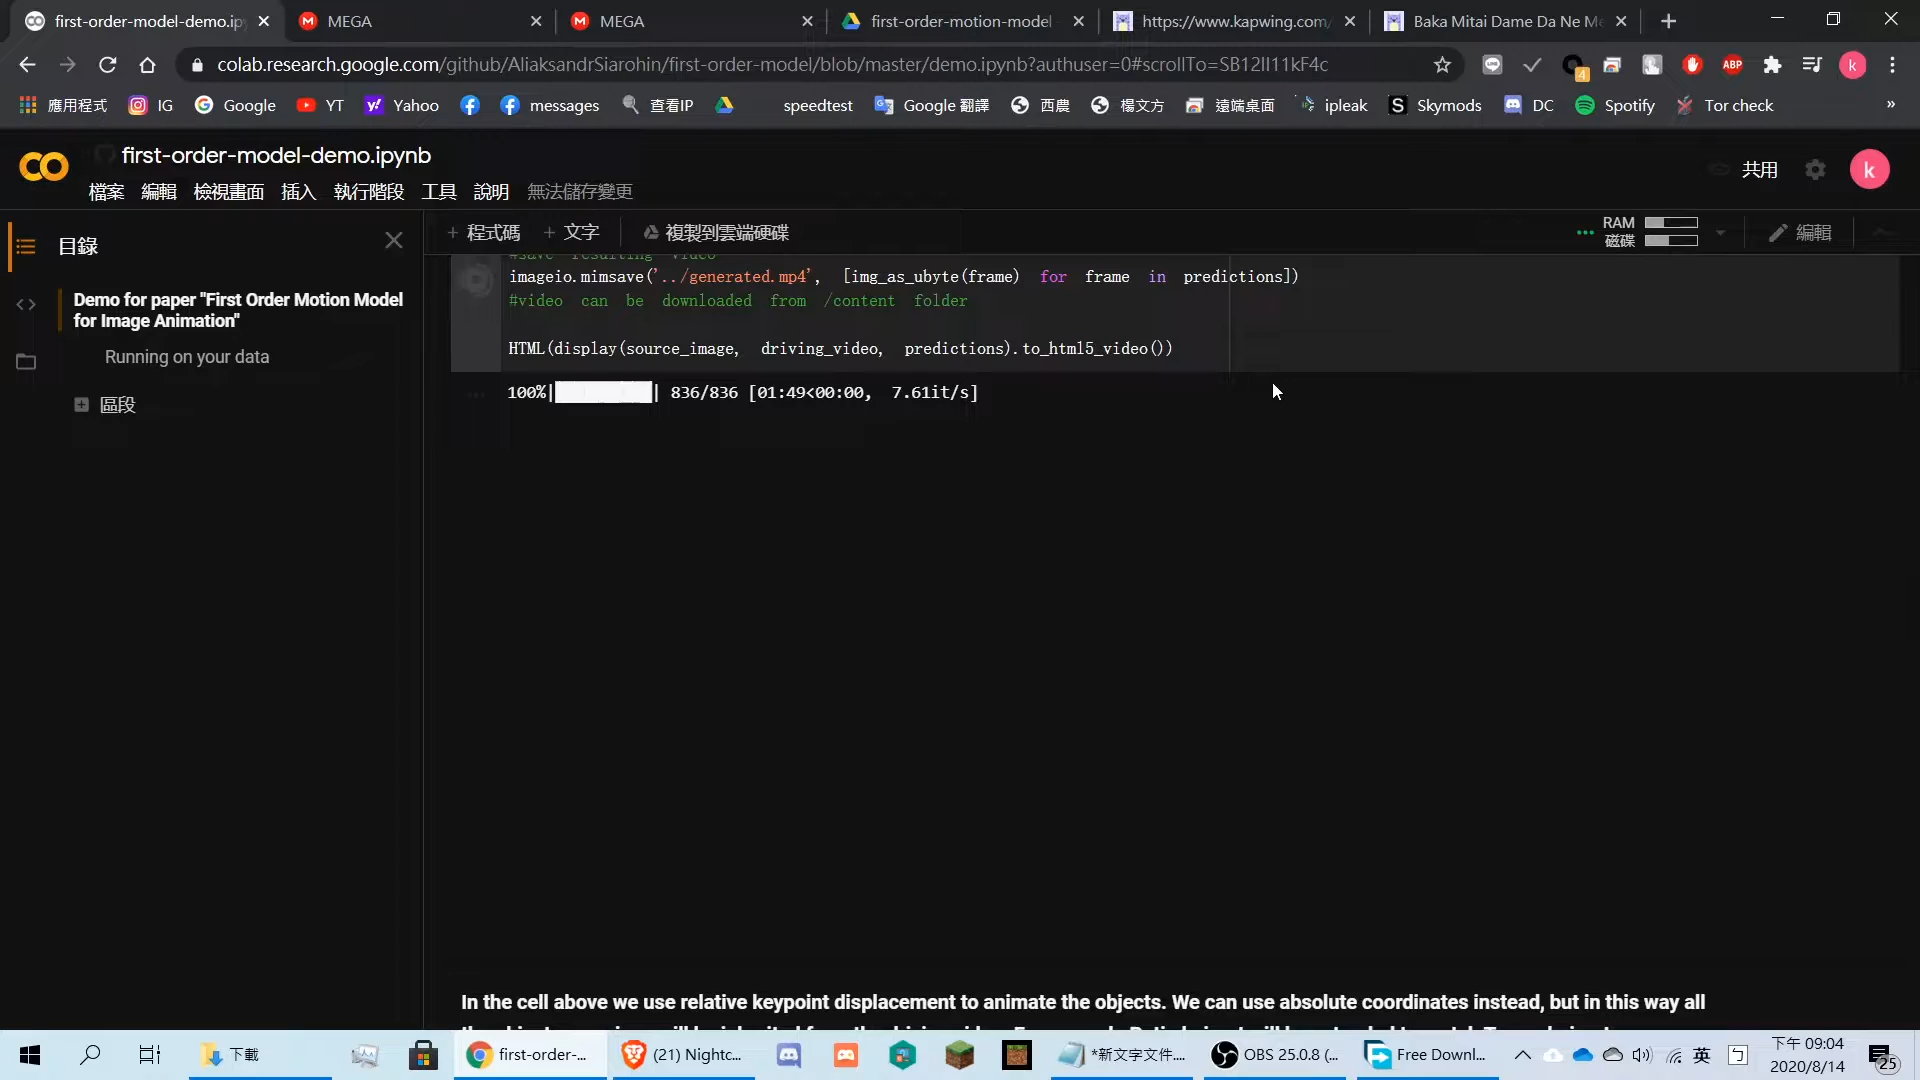 first-order-model-demo.ip
MEGA
MEGA
first-order-motion-model
https://www.kapwing.com/
Baka Mitai Dame Da Ne Me
colab.research.google.com/github/AliaksandrSiarohin/first-order-model/blob/master/demo.ipynb?authuser=0#scrollTo=SB12II11kF4c
4
ABP
k
應用程式
IG
Google
YT
Yahoo
messages
查看IP
speedtest
Google 翻譯
西農
楊文方
遠端桌面
ipleak
Skymods
DC
Spotify
Tor check
»
CO
first-order-model-demo.ipynb
檔案 編輯 檢視畫面 插入 執行階段 工具 說明 無法儲存變更
共用
k
目錄
+ 程式碼 + 文字 複製到雲端硬碟
RAM
磁碟
編輯
Demo for paper "First Order Motion Model
for Image Animation"
Running on your data
區段
#save resulting video
imageio.mimsave('../generated.mp4', [img_as_ubyte(frame) for frame in predictions])
#video can be downloaded from /content folder
HTML(display(source_image, driving_video, predictions).to_html5_video())
100%| | 836/836 [01:49<00:00, 7.61it/s]
In the cell above we use relative keypoint displacement to animate the objects. We can use absolute coordinates instead, but in this way all
下載
first-order-...
(21) Nightc...
*新文字文件....
OBS 25.0.8 (...
Free Downl...
英
下午 09:04
2020/8/14
25